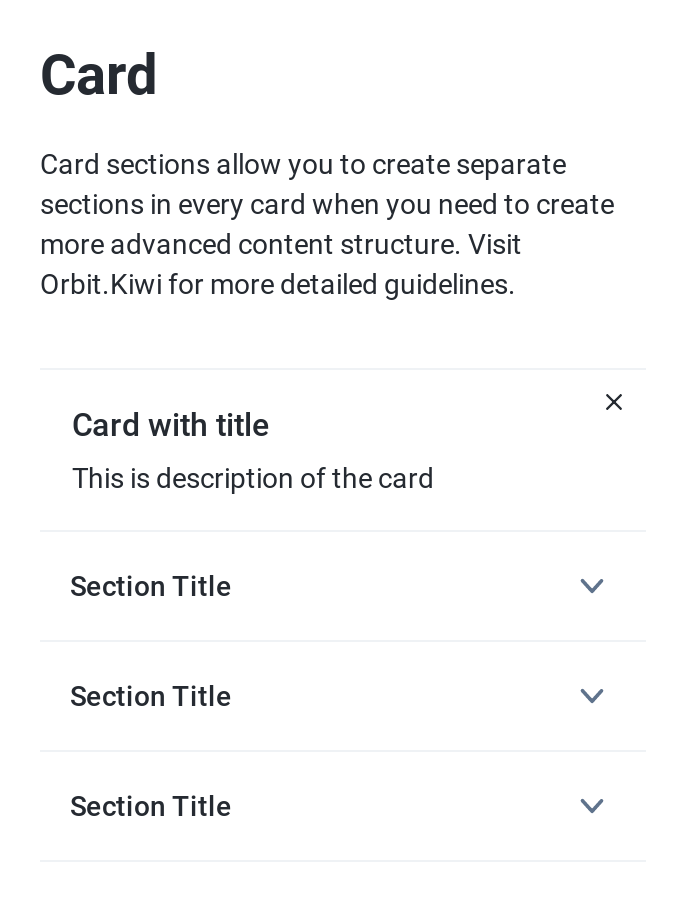 Card
Card sections allow you to create separate
sections in every card when you need to create
more advanced content structure. Visit
Orbit.Kiwi for more detailed guidelines.
Card with title
This is description of the card
Section Title
Section Title
Section Title